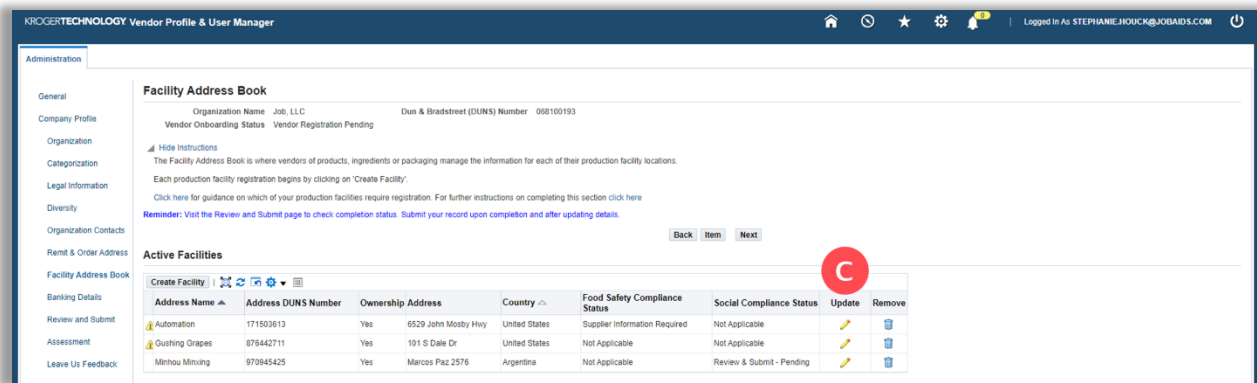 KROGERTECHNOLOGY Vendor Profile & User Manager
0
Logged In As STEPHANIE.HOUCK@JOBAIDS.COM
Administration
General
Company Profile
Organization
Categorization
Legal Information
Diversity
Organization Contacts
Remit & Order Address
Facility Address Book
Banking Details
Review and Submit
Assessment
Leave Us Feedback
Facility Address Book
Organization Name Job, LLC Dun & Bradstreet (DUNS) Number 068100193
Vendor Onboarding Status Vendor Registration Pending
Hide Instructions
The Facility Address Book is where vendors of products, ingredients or packaging manage the information for each of their production facility locations.
Each production facility registration begins by clicking on 'Create Facility'.
Click here for guidance on which of your production facilities require registration. For further instructions on completing this section click here
Reminder: Visit the Review and Submit page to check completion status. Submit your record upon completion and after updating details.
Back Item Next
Active Facilities
C
Create Facility
Address Name Address DUNS Number Ownership Address Country Food Safety Compliance Status Social Compliance Status Update Remove
Automation 171503613 Yes 6529 John Mosby Hwy United States Supplier Information Required Not Applicable
Gushing Grapes 876442711 Yes 101 S Dale Dr United States Not Applicable Not Applicable
Minhou Minxing 970945425 Yes Marcos Paz 2576 Argentina Not Applicable Review & Submit - Pending